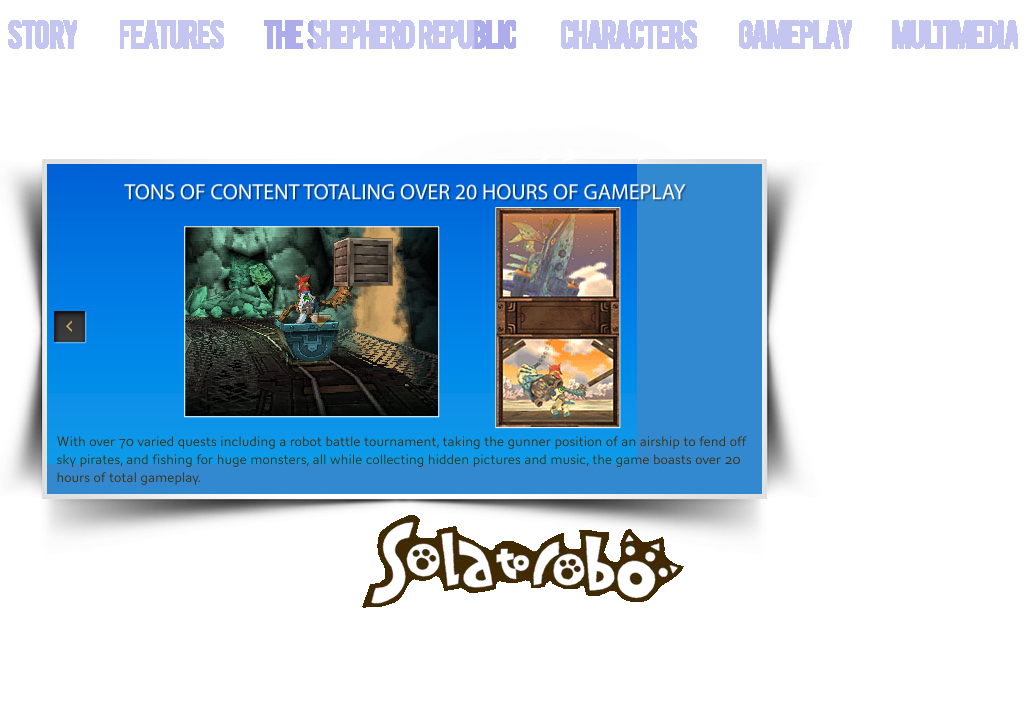 STORY FEATURES THE SHEPHERD REPUBLIC CHARACTERS GAMEPLAY MULTIMEDIA
TONS OF CONTENT TOTALING OVER 20 HOURS OF GAMEPLAY
With over 70 varied quests including a robot battle tournament, taking the gunner position of an airship to fend off
sky pirates, and fishing for huge monsters, all while collecting hidden pictures and music, the game boasts over 20
hours of total gameplay.
Solatorobo